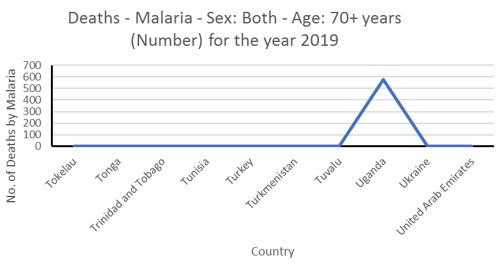 Deaths - Malaria - Sex: Both - Age: 70+ years
(Number) for the year 2019
No. of Deaths by Malaria
700
600
500
400
300
200
100
0
Tokelau
Tonga
Trinidad and Tobago
Tunisia
Turkey
Turkmenistan
Tuvalu
Uganda
Ukraine
United Arab Emirates
Country